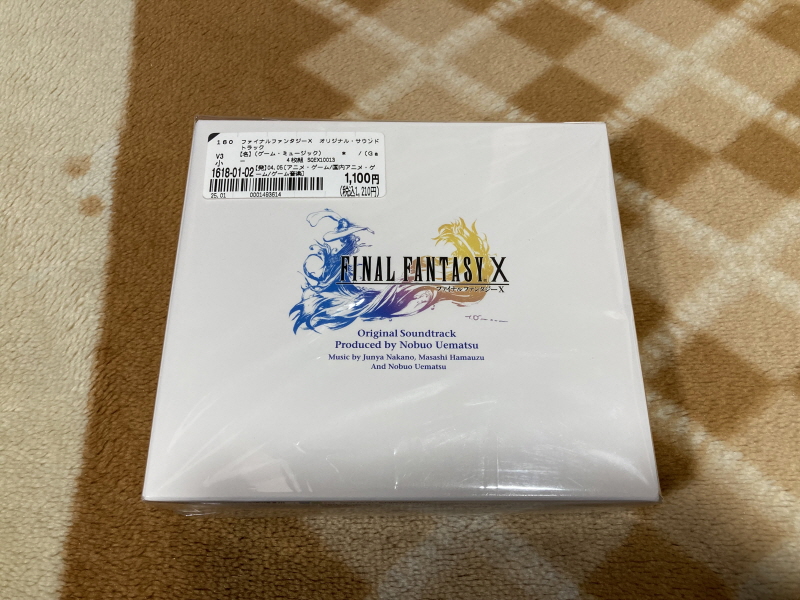 160 ファイナルファンタジーX オリジナル・サウンド
トラック
V3 【名】(ゲーム・ミュージック) * /(Ga
小 - 4枚組 SQEX10013
1618-01-02 【発】04.05〔アニメ・ゲーム/国内アニメ・ゲ
ーム/ゲーム音楽〕
1,100円
(税込1,210円)
25.01 0001493614
FINAL FANTASY X
ファイナルファンタジーX
Original Soundtrack
Produced by Nobuo Uematsu
Music by Junya Nakano, Masashi Hamauzu
And Nobuo Uematsu